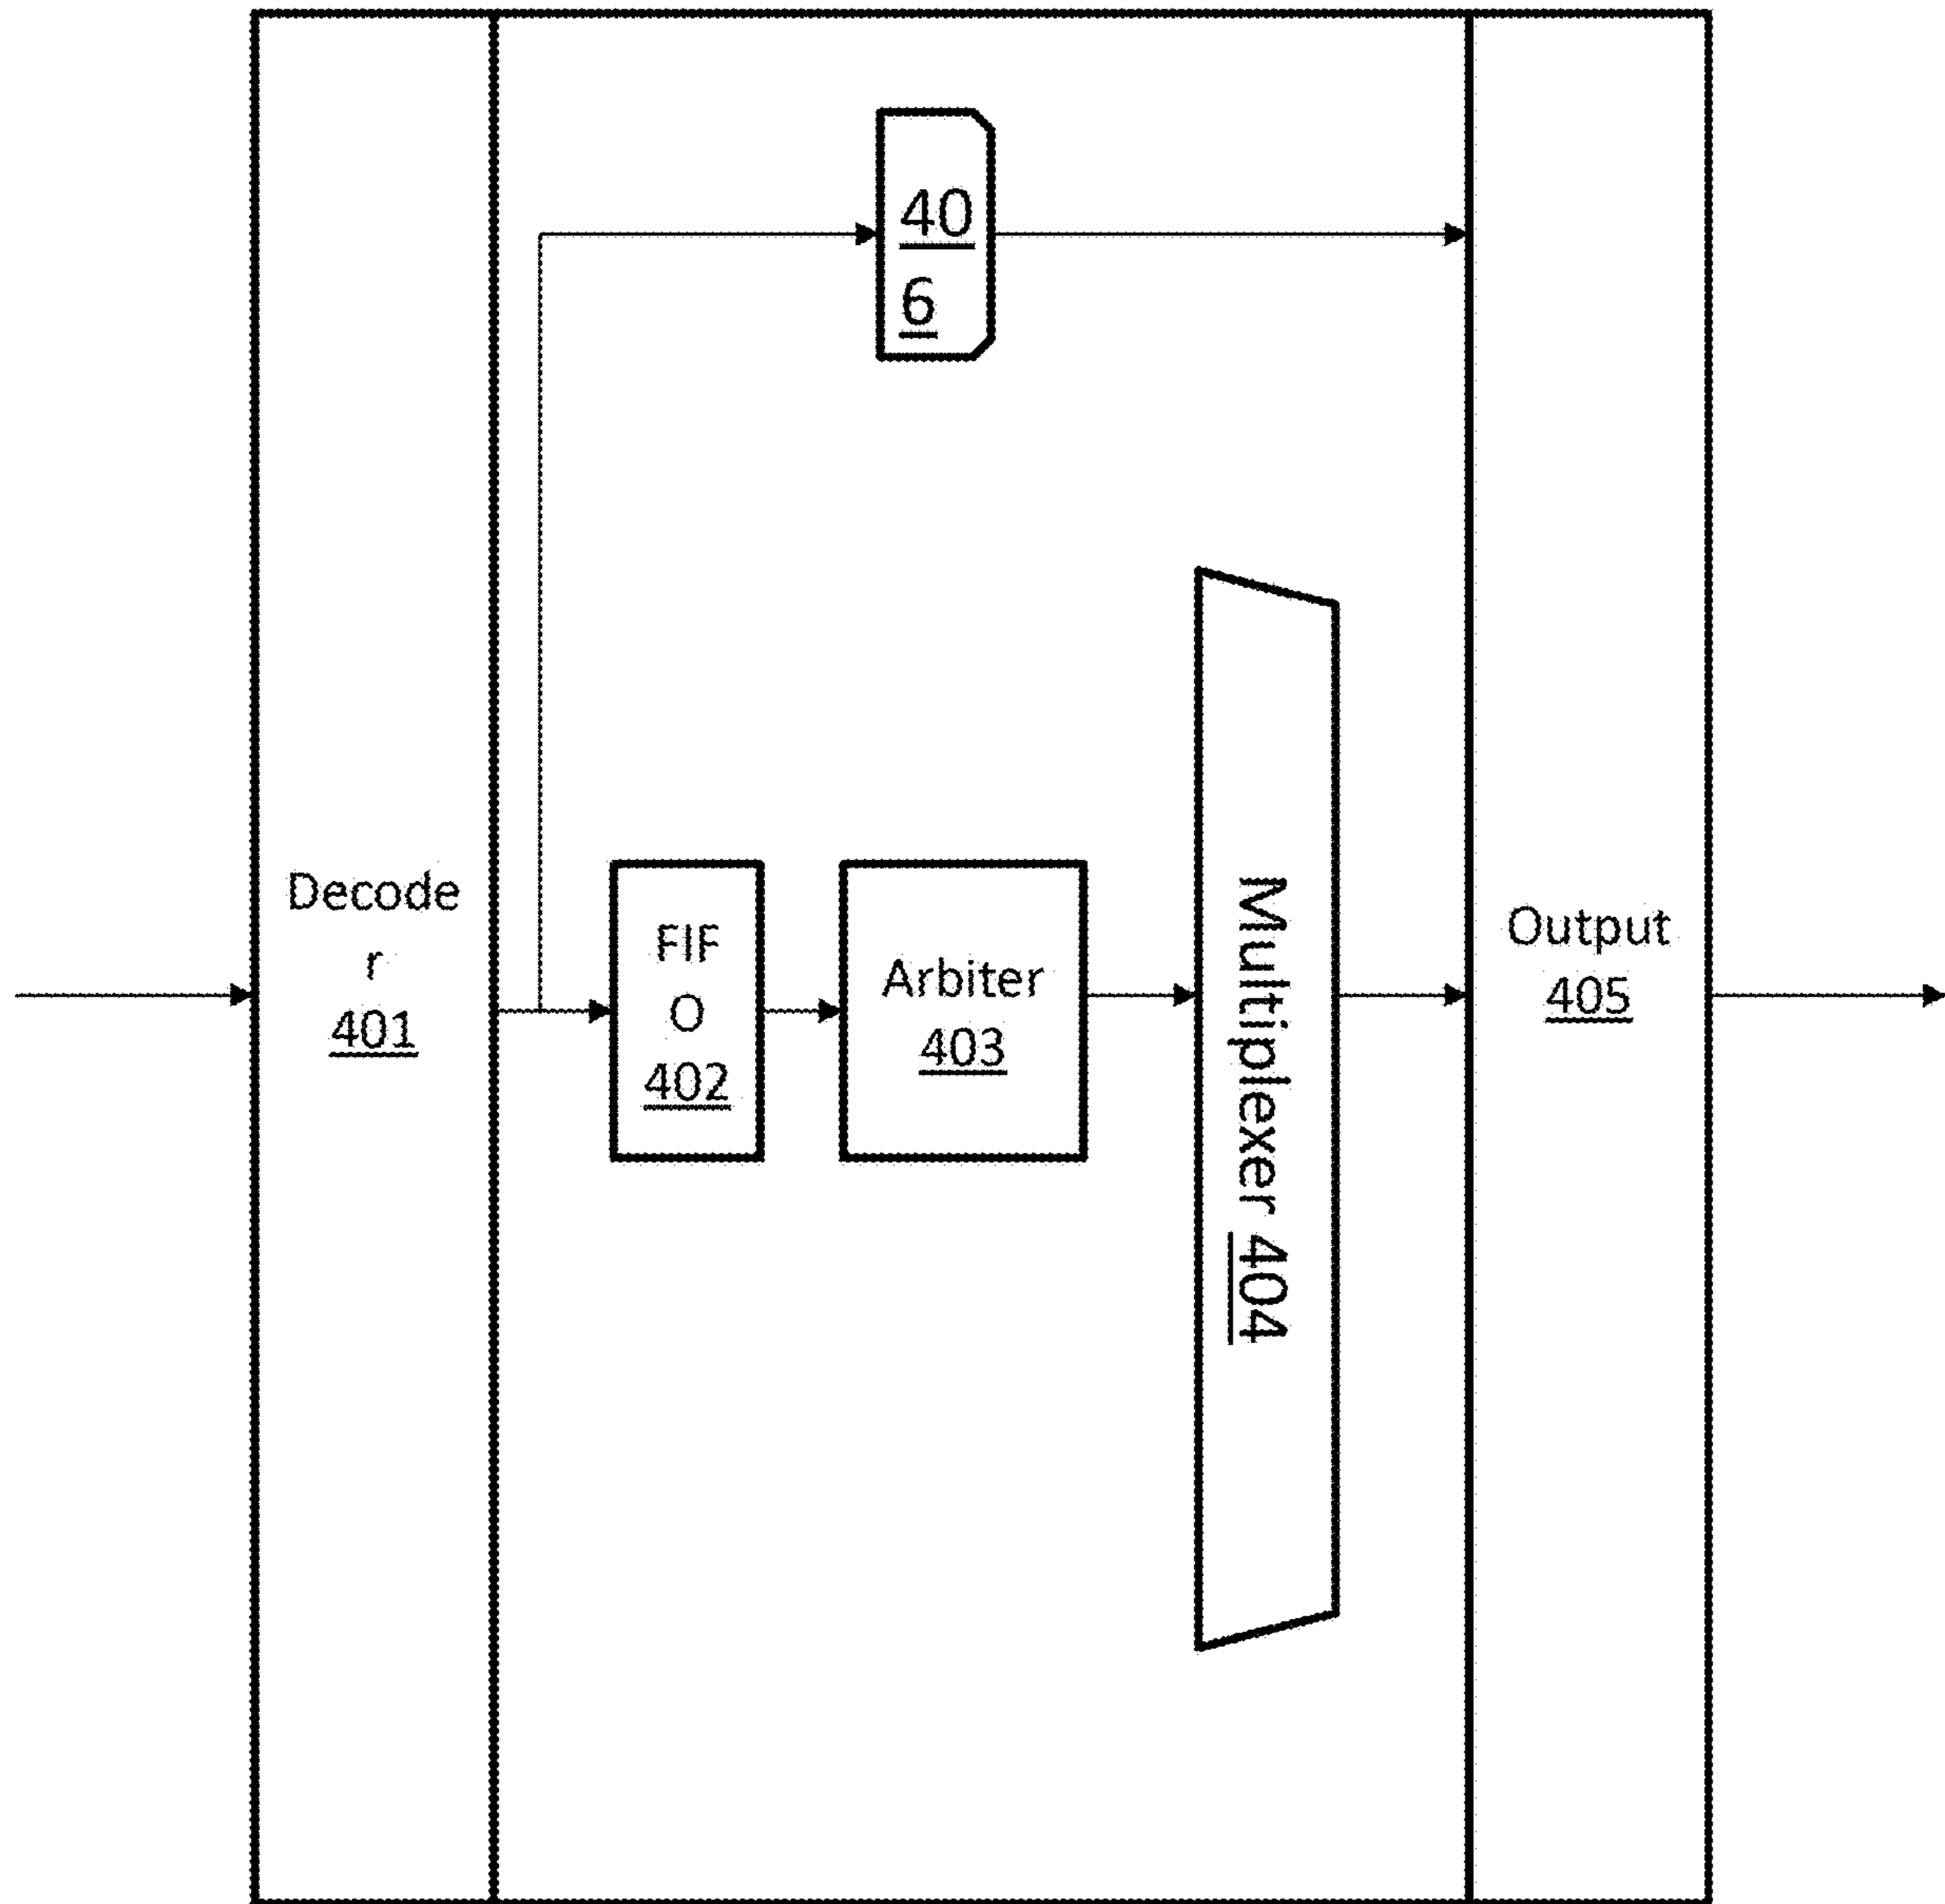 40
6
Decode
r
401
FIF
O
402
Arbiter
403
Multiplexer 404
Output
405